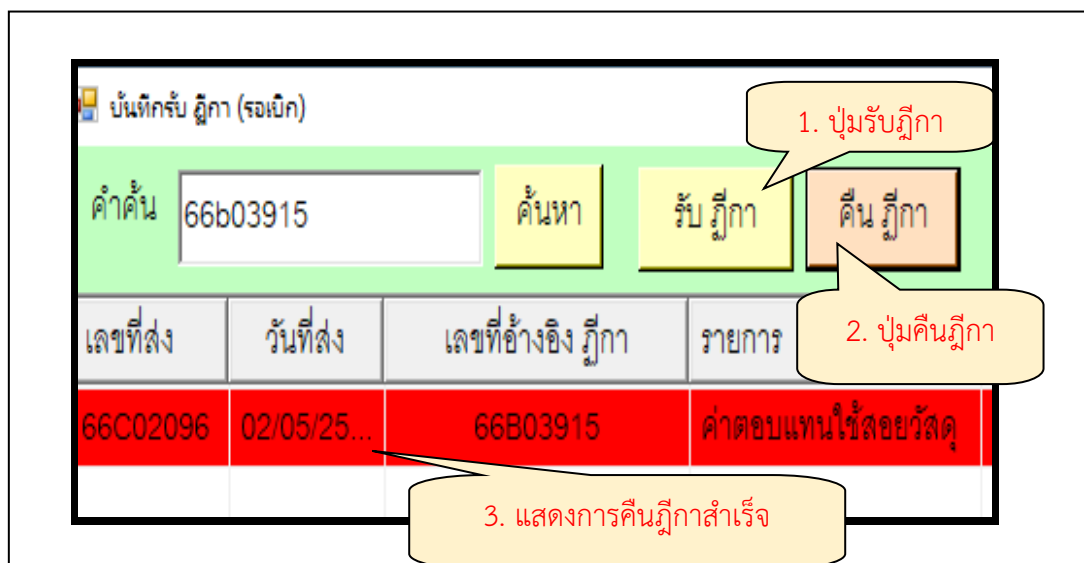 บันทึกรับ ฎีกา (รอเบิก)
1. ปุ่มรับฎีกา
คำค้น 66b03915 ค้นหา รับ ฎีกา คืน ฎีกา
2. ปุ่มคืนฎีกา
เลขที่ส่ง วันที่ส่ง เลขที่อ้างอิง ฎีกา รายการ
66C02096 02/05/25... 66B03915 ค่าตอบแทนใช้สอยวัสดุ
3. แสดงการคืนฎีกาสำเร็จ